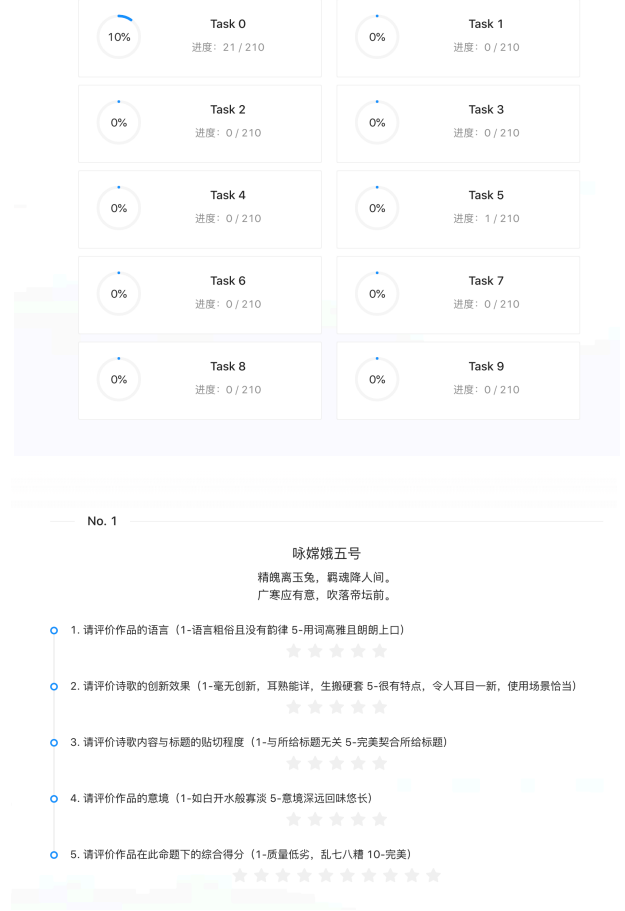 10%
Task 0
进度：21 / 210
0%
Task 1
进度：0 / 210
0%
Task 2
进度：0 / 210
0%
Task 3
进度：0 / 210
0%
Task 4
进度：0 / 210
0%
Task 5
进度：1 / 210
0%
Task 6
进度：0 / 210
0%
Task 7
进度：0 / 210
0%
Task 8
进度：0 / 210
0%
Task 9
进度：0 / 210
No. 1
咏嫦娥五号
精魄离玉兔，羁魂降人间。
广寒应有意，吹落帝坛前。
1. 请评价作品的语言（1-语言粗俗且没有韵律 5-用词高雅且朗朗上口）
2. 请评价诗歌的创新效果（1-毫无创新，耳熟能详，生搬硬套 5-很有特点，令人耳目一新，使用场景恰当）
3. 请评价诗歌内容与标题的贴切程度（1-与所给标题无关 5-完美契合所给标题）
4. 请评价作品的意境（1-如白开水般寡淡 5-意境深远回味悠长）
5. 请评价作品在此命题下的综合得分（1-质量低劣，乱七八糟 10-完美）